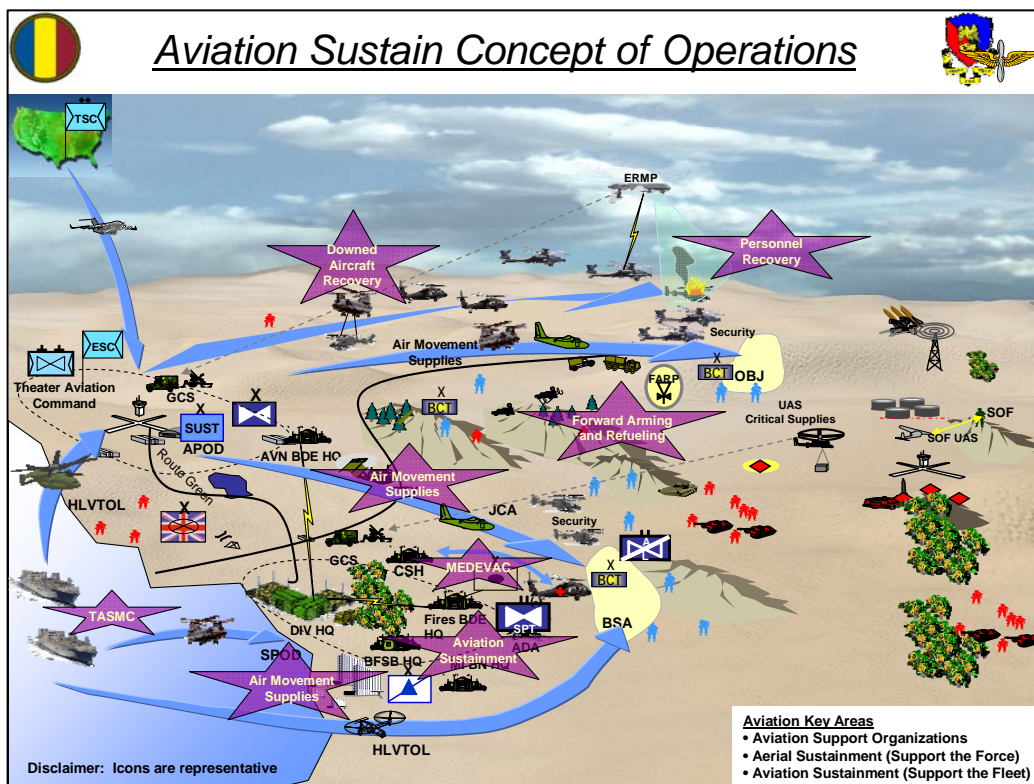 Aviation Sustain Concept of Operations
TSC
ERMP
Downed
Aircraft
Recovery
Personnel
Recovery
ESC
Theater Aviation
Command
GCS
X
SUST
APOD
X
AVN BDE HQ
Air Movement
Supplies
Security
X
BCT
OBJ
FARP
X
BCT
Forward Arming
and Refueling
UAS
Critical Supplies
SOF
SOF UAS
HLVTOL
Route Green
X
Air Movement
Supplies
JCA
Security
GCS
CSH
MEDEVAC
A
X
BCT
BSA
TASMC
DIV HQ
Fires BDE
HQ
SPT
ADA
Aviation
Sustainment
SPOD
BFSB HQ
X
Air Movement
Supplies
HLVTOL
Disclaimer: Icons are representative
Aviation Key Areas
• Aviation Support Organizations
• Aerial Sustainment (Support the Force)
• Aviation Sustainment (Support the Fleet)